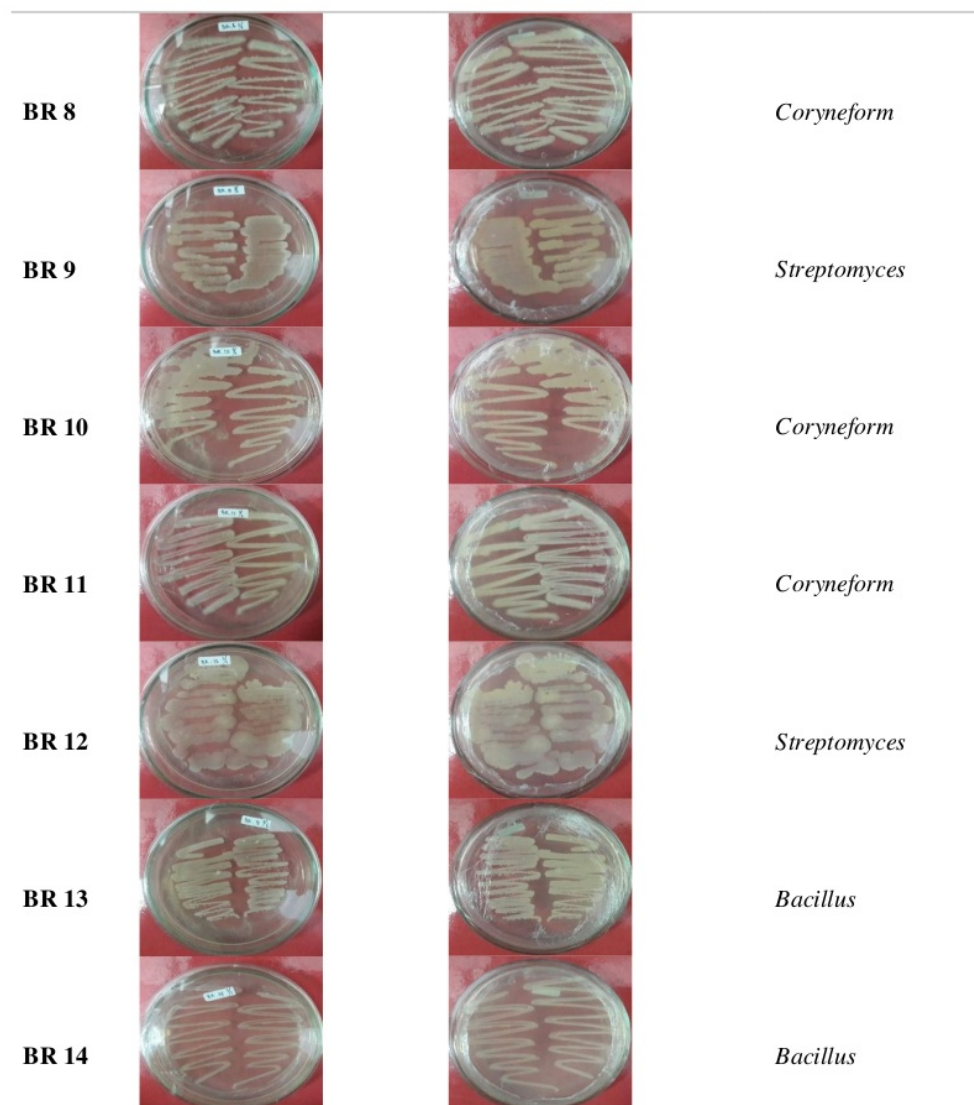 BR 8 Coryneform
BR 9 Streptomyces
BR 10 Coryneform
BR 11 Coryneform
BR 12 Streptomyces
BR 13 Bacillus
BR 14 Bacillus